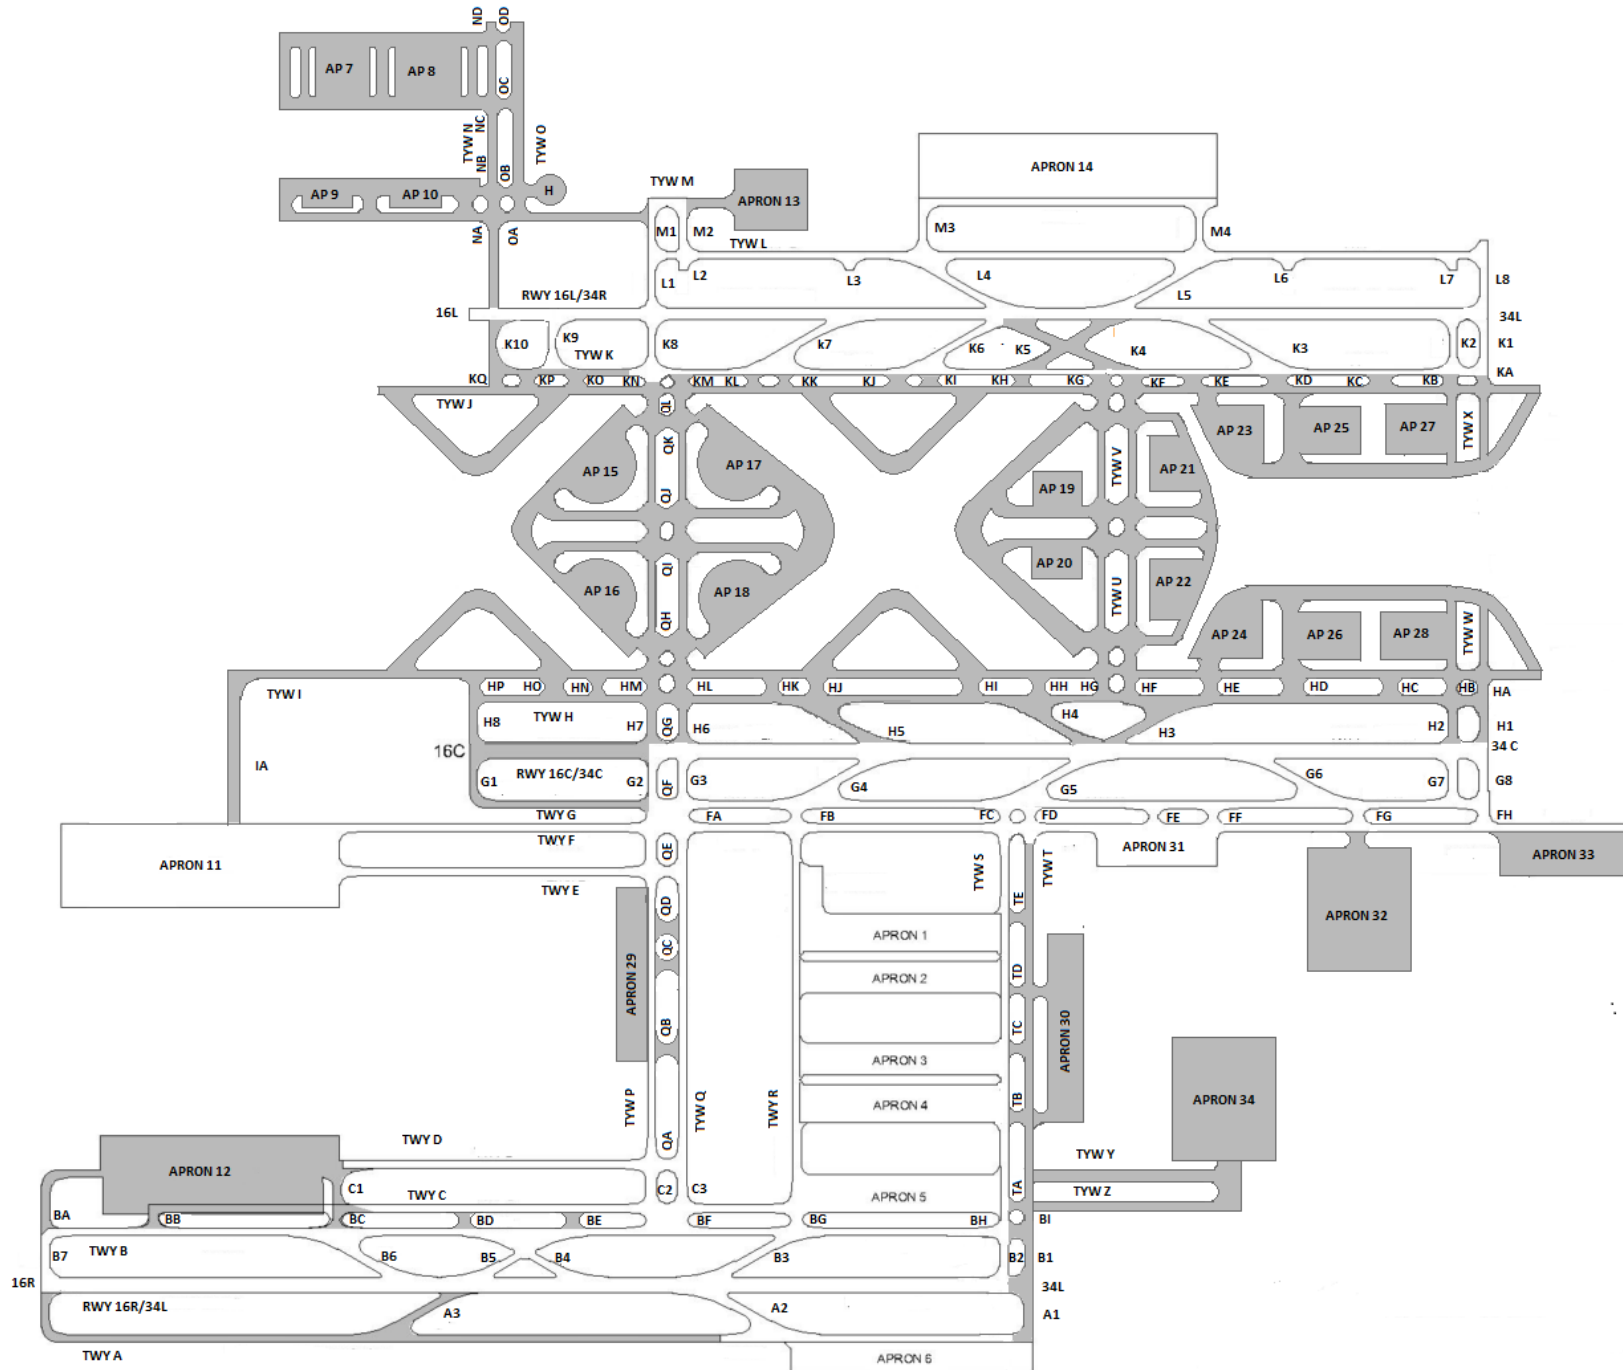 ND
OD
AP 7
AP 8
OC
TYW N
NC
NB
OB
TYW O
AP 9
AP 10
H
NA
OA
TYW M
APRON 13
APRON 14
M1
M2
TYW L
M3
M4
L1
L2
L3
L4
L5
L6
L7
L8
RWY 16L/34R
16L
34L
K10
K9
TYW K
K8
k7
K6
K5
K4
K3
K2
K1
KQ
KP
KO
KN
KM
KL
KK
KJ
KI
KH
KG
KF
KE
KD
KC
KB
KA
TYW J
QL
QK
AP 15
AP 17
QJ
AP 19
TYW V
AP 21
AP 23
AP 25
AP 27
TYW X
AP 16
QI
AP 18
QH
AP 20
TYW U
AP 22
AP 24
AP 26
AP 28
TYW W
TYW I
HP
HO
HN
HM
HL
HK
HJ
HI
HH
HG
HF
HE
HD
HC
HB
HA
H8
TYW H
H7
QG
H6
H5
H4
H3
H2
H1
16C
34 C
IA
G1
RWY 16C/34C
G2
QF
G3
G4
G5
G6
G7
G8
TWY G
FA
FB
FC
FD
FE
FF
FG
FH
TWY F
QE
TYW S
TYW T
APRON 31
APRON 33
APRON 11
TWY E
QD
TE
APRON 1
APRON 32
QC
APRON 29
APRON 2
TD
QB
TC
APRON 30
APRON 3
TYW P
TYW Q
TWY R
APRON 4
TB
APRON 34
TWY D
QA
TYW Y
APRON 12
C1
TWY C
C2
C3
APRON 5
TA
TYW Z
BA
BB
BC
BD
BE
BF
BG
BH
BI
B7
TWY B
B6
B5
B4
B3
B2
B1
16R
34L
RWY 16R/34L
A3
A2
A1
TWY A
APRON 6